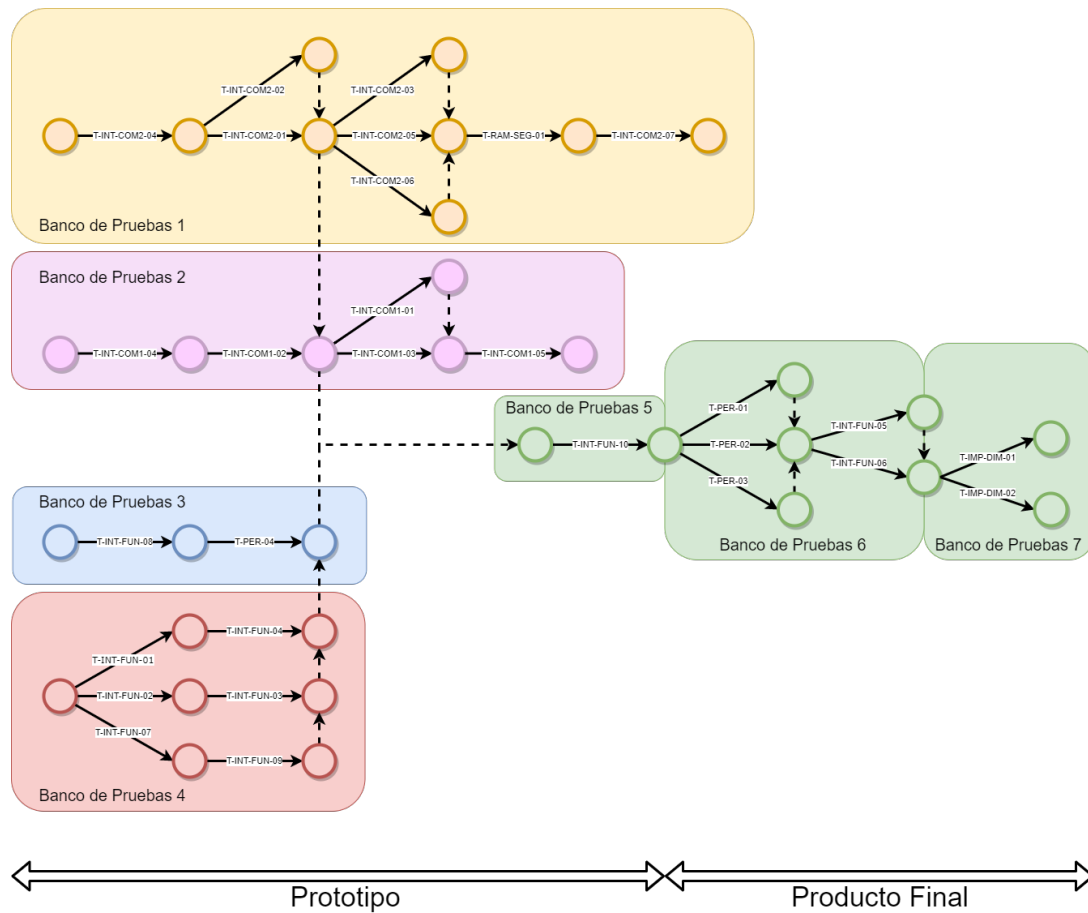 T-INT-COM2-02
T-INT-COM2-03
T-INT-COM2-04
T-INT-COM2-01
T-INT-COM2-05
T-RAM-SEG-01
T-INT-COM2-07
T-INT-COM2-06
Banco de Pruebas 1
Banco de Pruebas 2
T-INT-COM1-01
T-INT-COM1-04
T-INT-COM1-02
T-INT-COM1-03
T-INT-COM1-05
Banco de Pruebas 5
T-INT-FUN-10
T-PER-01
T-PER-02
T-PER-03
T-INT-FUN-05
T-INT-FUN-06
T-IMP-DIM-01
T-IMP-DIM-02
Banco de Pruebas 6
Banco de Pruebas 7
Banco de Pruebas 3
T-INT-FUN-08
T-PER-04
T-INT-FUN-01
T-INT-FUN-04
T-INT-FUN-02
T-INT-FUN-03
T-INT-FUN-07
T-INT-FUN-09
Banco de Pruebas 4
Prototipo
Producto Final